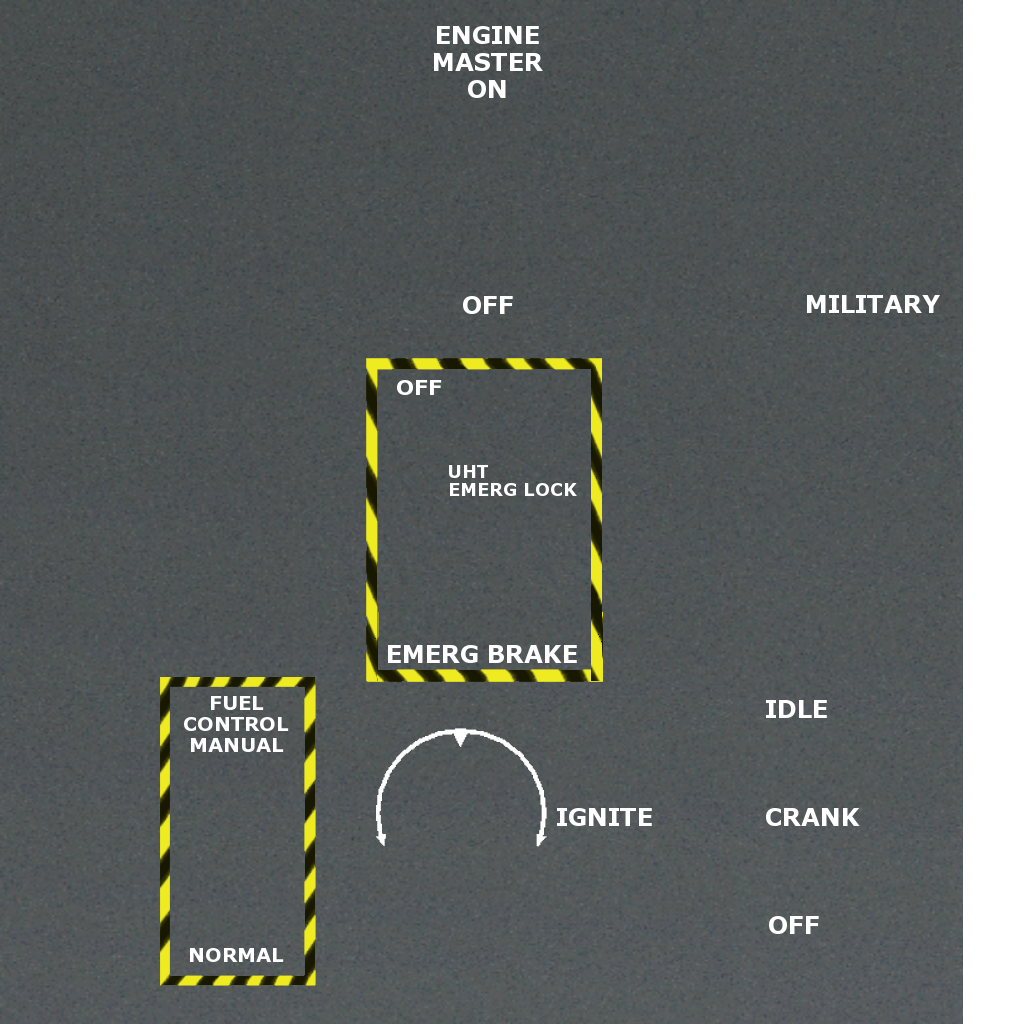 ENGINE
MASTER
ON
OFF
MILITARY
OFF
UHT
EMERG LOCK
EMERG BRAKE
FUEL
CONTROL
MANUAL
NORMAL
IGNITE
IDLE
CRANK
OFF